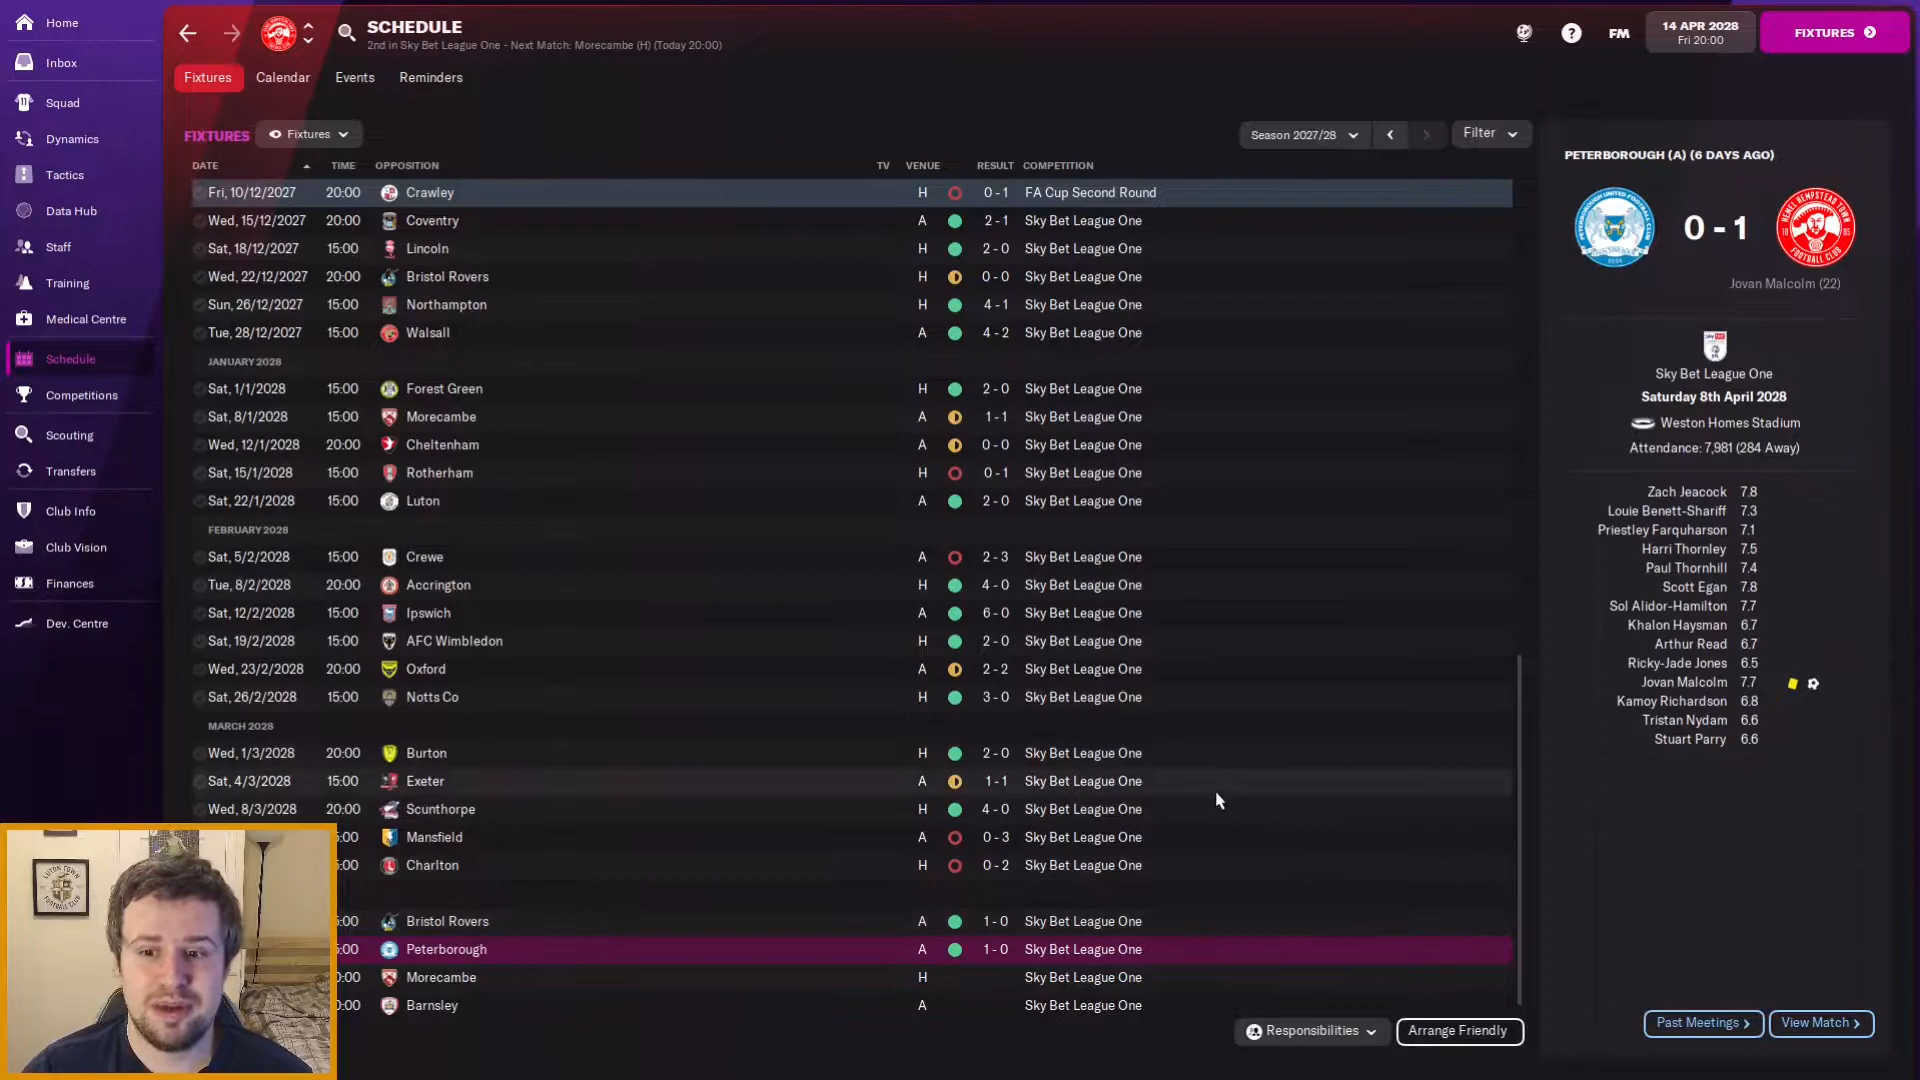 Home
Inbox
Squad
Dynamics
Tactics
Data Hub
Staff
Training
Medical Centre
Schedule
Competitions
Scouting
Transfers
Club Info
Club Vision
Finances
Dev. Centre
SCHEDULE
2nd in Sky Bet League One - Next Match: Morecambe (H) (Today 20:00)
FM
14 APR 2028
Fri 20:00
FIXTURES
Fixtures Calendar Events Reminders
FIXTURES Fixtures
Season 2027/28 Filter
DATE TIME OPPOSITION TV VENUE RESULT COMPETITION
Fri, 10/12/2027 20:00 Crawley H 0 - 1 FA Cup Second Round
Wed, 15/12/2027 20:00 Coventry A 2 - 1 Sky Bet League One
Sat, 18/12/2027 15:00 Lincoln H 2 - 0 Sky Bet League One
Wed, 22/12/2027 20:00 Bristol Rovers H 0 - 0 Sky Bet League One
Sun, 26/12/2027 15:00 Northampton H 4 - 1 Sky Bet League One
Tue, 28/12/2027 15:00 Walsall A 4 - 2 Sky Bet League One
JANUARY 2028
Sat, 1/1/2028 15:00 Forest Green H 2 - 0 Sky Bet League One
Sat, 8/1/2028 15:00 Morecambe A 1 - 1 Sky Bet League One
Wed, 12/1/2028 20:00 Cheltenham A 0 - 0 Sky Bet League One
Sat, 15/1/2028 15:00 Rotherham H 0 - 1 Sky Bet League One
Sat, 22/1/2028 15:00 Luton A 2 - 0 Sky Bet League One
FEBRUARY 2028
Sat, 5/2/2028 15:00 Crewe A 2 - 3 Sky Bet League One
Tue, 8/2/2028 20:00 Accrington H 4 - 0 Sky Bet League One
Sat, 12/2/2028 15:00 Ipswich A 6 - 0 Sky Bet League One
Sat, 19/2/2028 15:00 AFC Wimbledon H 2 - 0 Sky Bet League One
Wed, 23/2/2028 20:00 Oxford A 2 - 2 Sky Bet League One
Sat, 26/2/2028 15:00 Notts Co H 3 - 0 Sky Bet League One
MARCH 2028
Wed, 1/3/2028 20:00 Burton H 2 - 0 Sky Bet League One
Sat, 4/3/2028 15:00 Exeter A 1 - 1 Sky Bet League One
Wed, 8/3/2028 20:00 Scunthorpe H 4 - 0 Sky Bet League One
5:00 Mansfield A 0 - 3 Sky Bet League One
5:00 Charlton H 0 - 2 Sky Bet League One
5:00 Bristol Rovers A 1 - 0 Sky Bet League One
5:00 Peterborough A 1 - 0 Sky Bet League One
0:00 Morecambe H Sky Bet League One
0:00 Barnsley A Sky Bet League One
Responsibilities Arrange Friendly
PETERBOROUGH (A) (6 DAYS AGO)
0 - 1
Jovan Malcolm (22)
Sky Bet League One
Saturday 8th April 2028
Weston Homes Stadium
Attendance: 7,981 (284 Away)
Zach Jeacock 7.8
Louie Benett-Shariff 7.3
Priestley Farquharson 7.1
Harri Thornley 7.5
Paul Thornhill 7.4
Scott Egan 7.8
Sol Alidor-Hamilton 7.7
Khalon Haysman 6.7
Arthur Read 6.7
Ricky-Jade Jones 6.5
Jovan Malcolm 7.7
Kamoy Richardson 6.8
Tristan Nydam 6.6
Stuart Parry 6.6
Past Meetings View Match